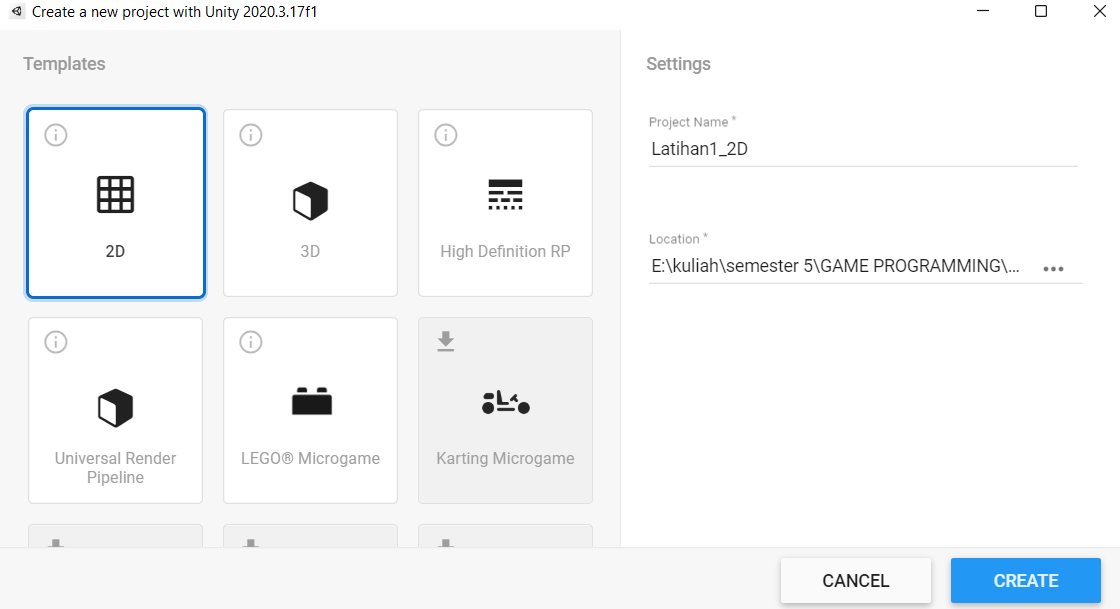 Create a new project with Unity 2020.3.17f1
Templates
2D
3D
High Definition RP
Universal Render
Pipeline
LEGO® Microgame
Karting Microgame
Settings
Project Name *
Latihan1_2D
Location *
E:\kuliah\semester 5\GAME PROGRAMMING\...
CANCEL
CREATE